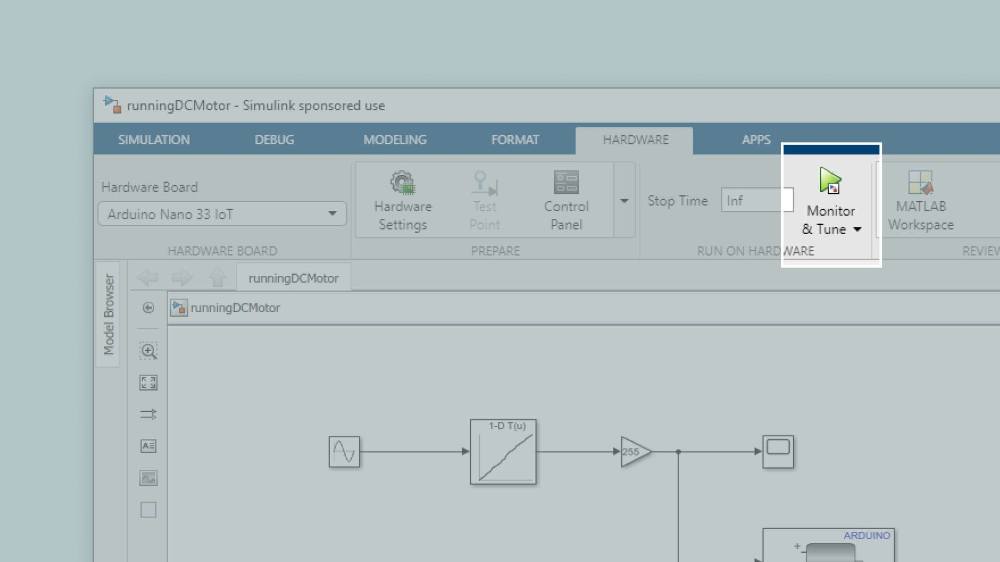 runningDCMotor - Simulink sponsored use
SIMULATION DEBUG MODELING FORMAT HARDWARE APPS
Hardware Board
Arduino Nano 33 IoT
Hardware
Settings
Test
Point
Control
Panel
Stop Time Inf
Monitor
& Tune
MATLAB
Workspace
HARDWARE BOARD PREPARE RUN ON HARDWARE REVIEW
Model Browser
runningDCMotor
runningDCMotor
1-D T(u)
255
ARDUINO